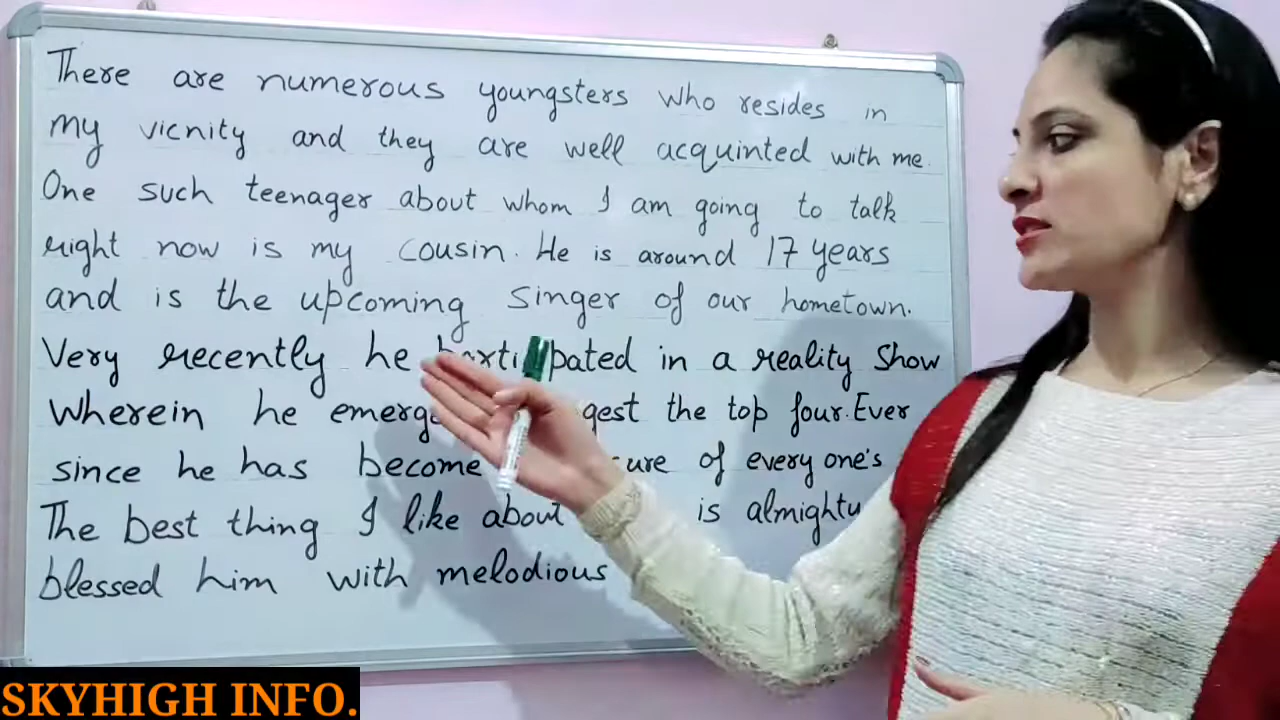 There are numerous youngsters who resides in
my vicnity and they are well acquinted with me.
One such teenager about whom I am going to talk
right now is my cousin. He is around 17 years
and is the upcoming singer of our hometown.
Very recently he in a reality Show
wherein he the top four. Ever
since he has become of every one's
The best thing I like about is almighty
blessed him with melodious
SKYHIGH INFO.